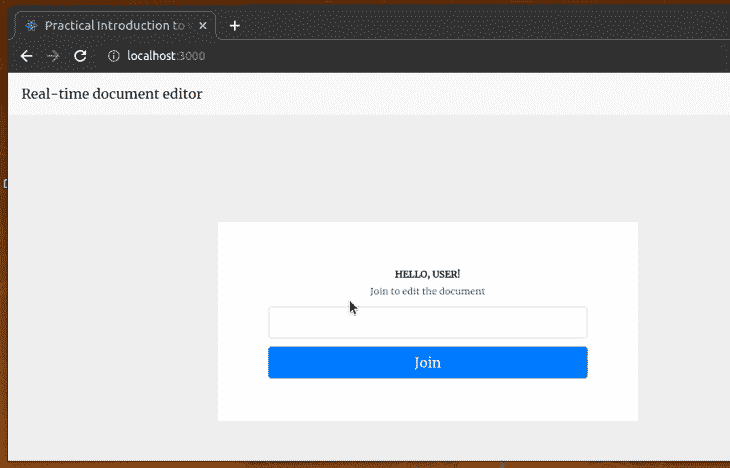 Practical Introduction to
localhost:3000
Real-time document editor
HELLO, USER!
Join to edit the document
Join